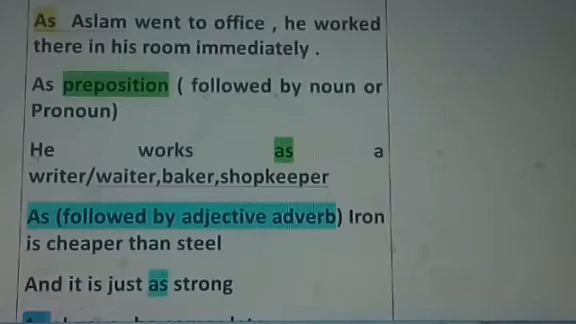 As Aslam went to office , he worked
there in his room immediately .
As preposition ( followed by noun or
Pronoun)
He works as a
writer/waiter,baker,shopkeeper
As (followed by adjective adverb) Iron
is cheaper than steel
And it is just as strong